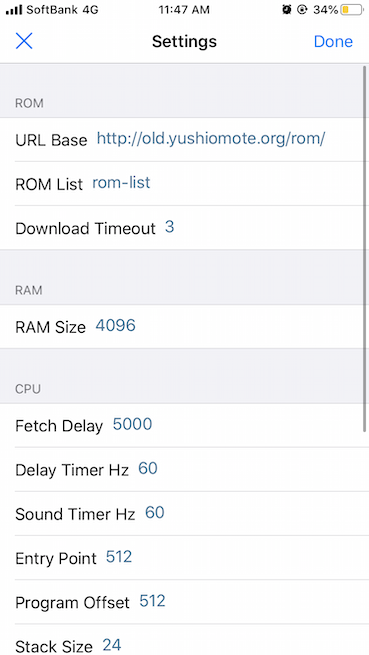 SoftBank 4G 11:47 AM 34%
Settings Done
ROM
URL Base http://old.yushiomote.org/rom/
ROM List rom-list
Download Timeout 3
RAM
RAM Size 4096
CPU
Fetch Delay 5000
Delay Timer Hz 60
Sound Timer Hz 60
Entry Point 512
Program Offset 512
Stack Size 24